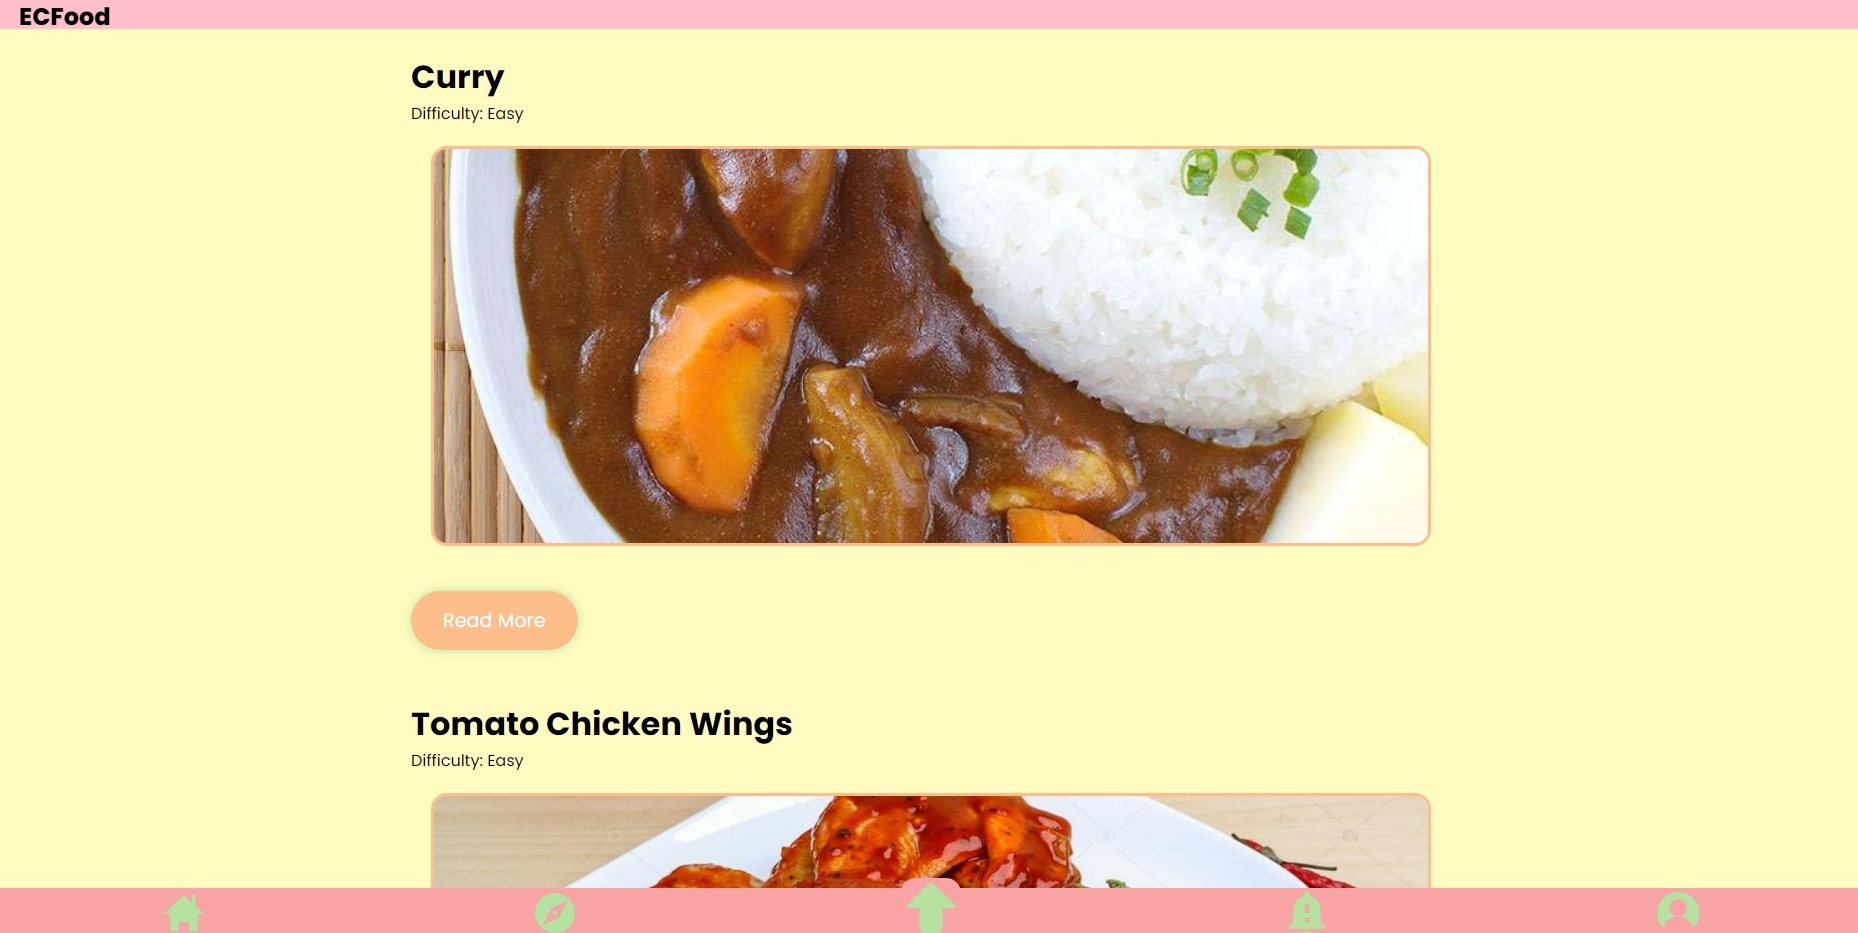 ECFood
Curry
Difficulty: Easy
Read More
Tomato Chicken Wings
Difficulty: Easy